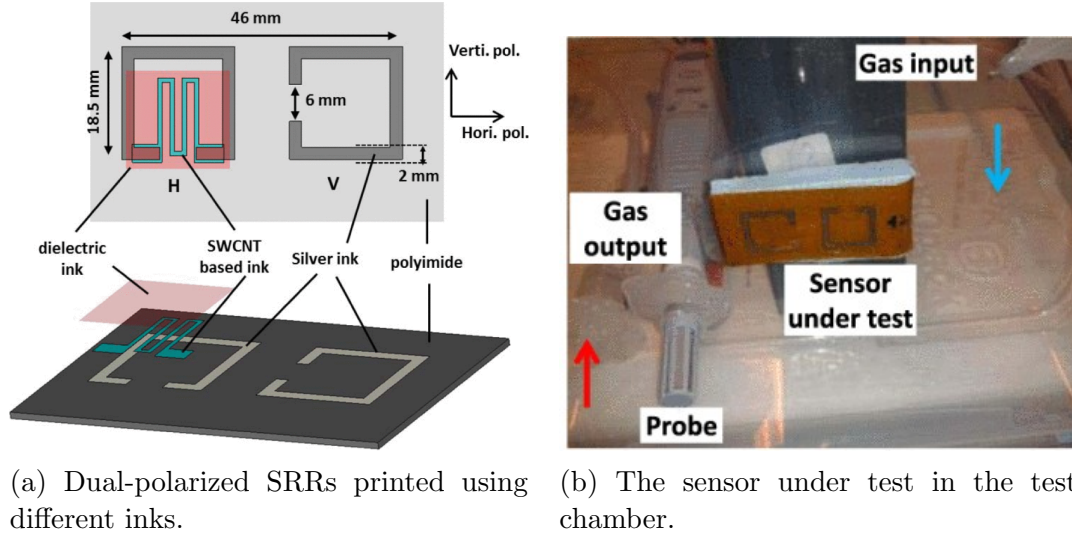 46 mm
18.5 mm
6 mm
Verti. pol.
Hori. pol.
2 mm
H
V
dielectric
ink
SWCNT
based ink
Silver ink
polyimide
Gas input
Gas
output
Sensor
under test
Probe
(a) Dual-polarized SRRs printed using
different inks.
(b) The sensor under test in the test
chamber.